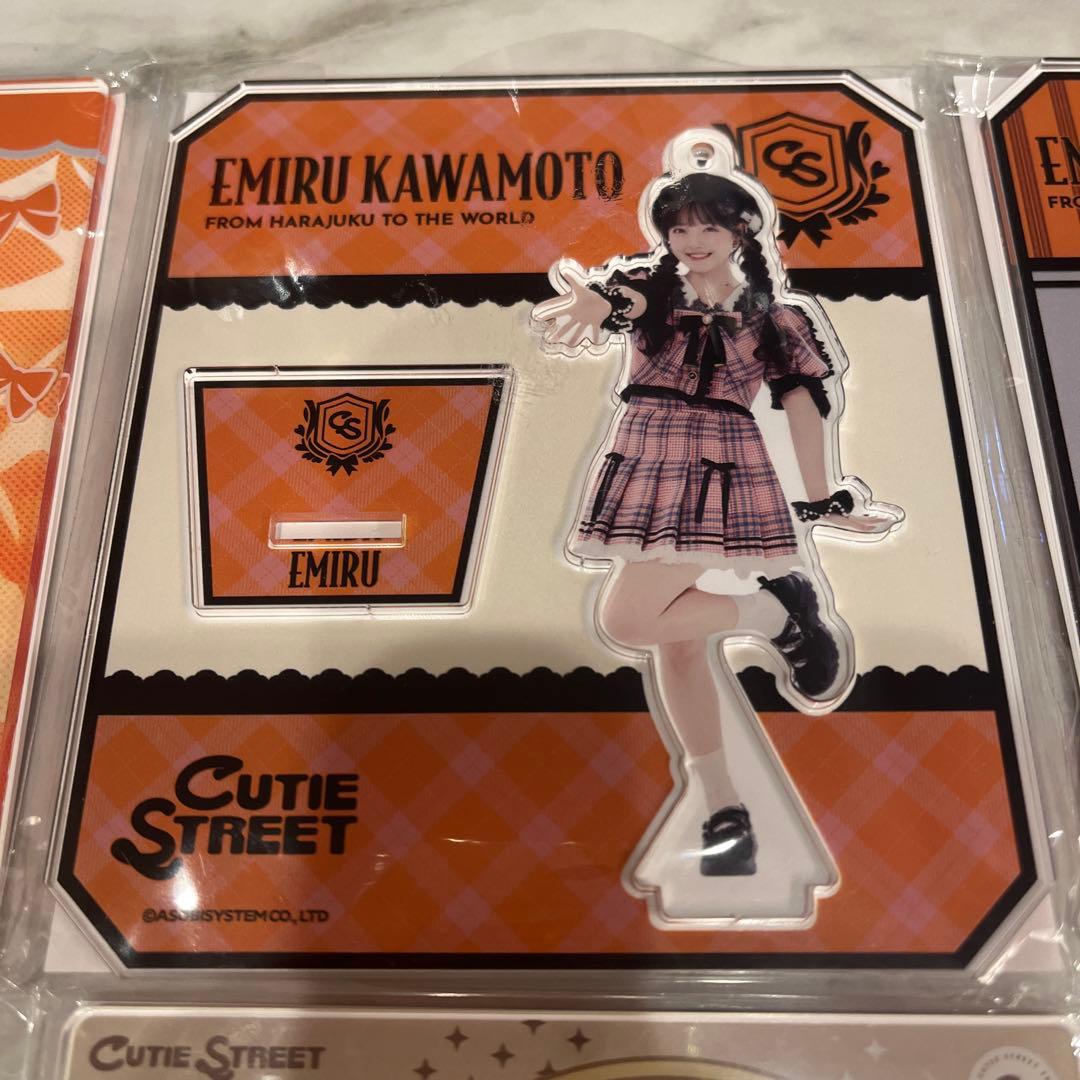 EMIRU KAWAMOTO
FROM HARAJUKU TO THE WORLD
CS
CS
EMIRU
CUTIE
STREET
©ASOBISYSTEM CO., LTD
CUTIE STREET